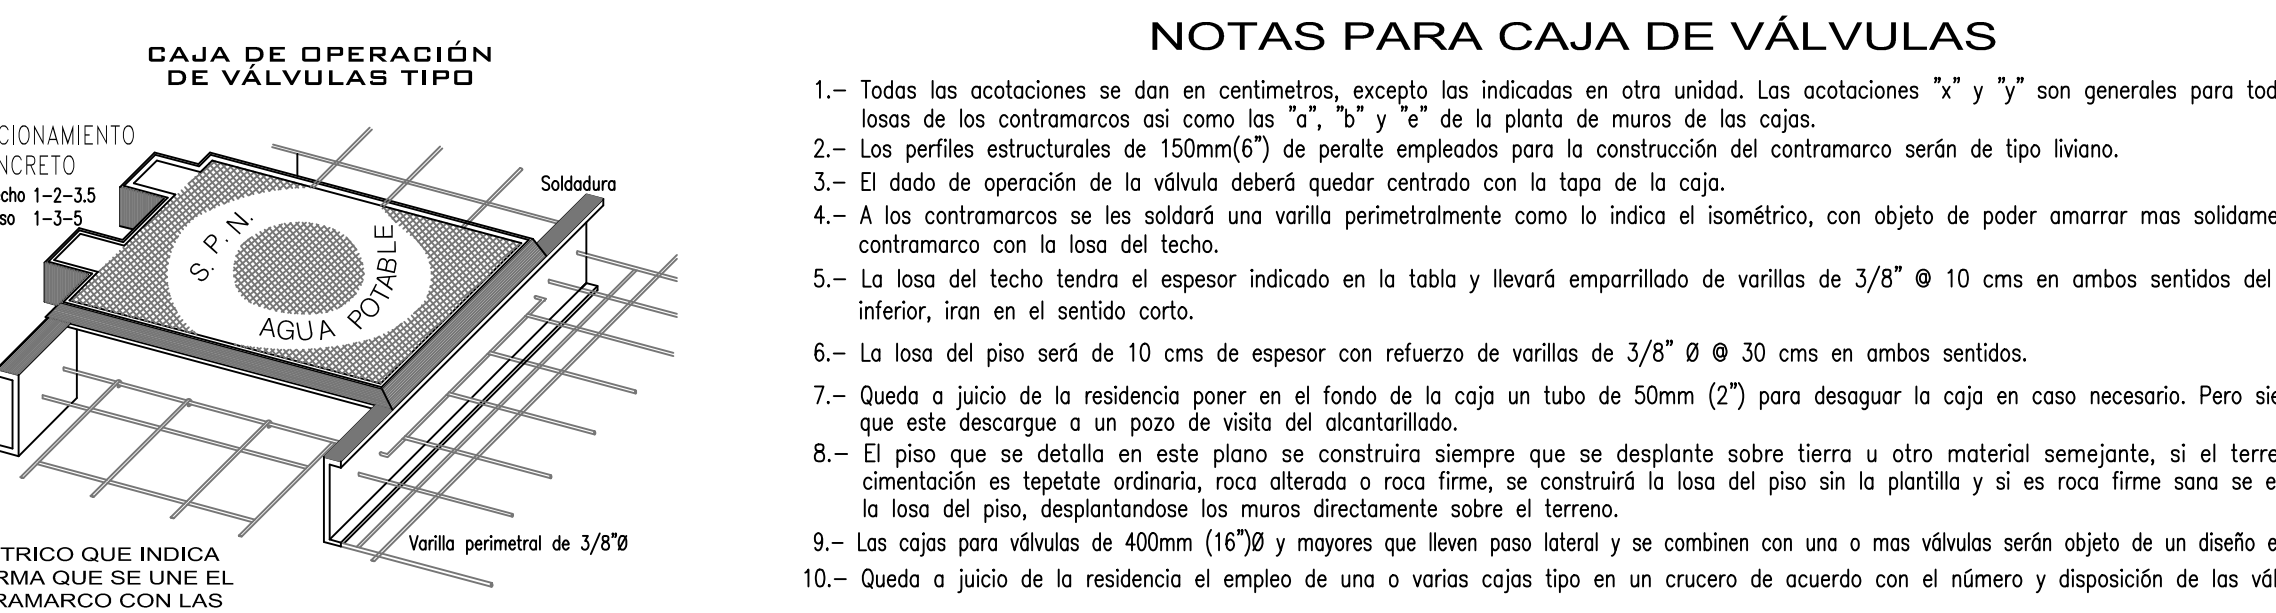 CAJA DE OPERACIÓN
DE VÁLVULAS TIPO
CIONAMIENTO
NCRETO
cho 1-2-3.5
so 1-3-5
Soldadura
S. P. N.
AGUA POTABLE
Varilla perimetral de 3/8"Ø
TRICO QUE INDICA
RMA QUE SE UNE EL
RAMARCO CON LAS
NOTAS PARA CAJA DE VÁLVULAS
1.- Todas las acotaciones se dan en centimetros, excepto las indicadas en otra unidad. Las acotaciones "x" y "y" son generales para tod
losas de los contramarcos asi como las "a", "b" y "e" de la planta de muros de las cajas.
2.- Los perfiles estructurales de 150mm(6") de peralte empleados para la construcción del contramarco serán de tipo liviano.
3.- El dado de operación de la válvula deberá quedar centrado con la tapa de la caja.
4.- A los contramarcos se les soldará una varilla perimetralmente como lo indica el isométrico, con objeto de poder amarrar mas solidame
contramarco con la losa del techo.
5.- La losa del techo tendra el espesor indicado en la tabla y llevará emparrillado de varillas de 3/8" @ 10 cms en ambos sentidos del
inferior, iran en el sentido corto.
6.- La losa del piso será de 10 cms de espesor con refuerzo de varillas de 3/8" Ø @ 30 cms en ambos sentidos.
7.- Queda a juicio de la residencia poner en el fondo de la caja un tubo de 50mm (2") para desaguar la caja en caso necesario. Pero sie
que este descargue a un pozo de visita del alcantarillado.
8.- El piso que se detalla en este plano se construira siempre que se desplante sobre tierra u otro material semejante, si el terre
cimentación es tepetate ordinaria, roca alterada o roca firme, se construirá la losa del piso sin la plantilla y si es roca firme sana se e
la losa del piso, desplantandose los muros directamente sobre el terreno.
9.- Las cajas para válvulas de 400mm (16")Ø y mayores que lleven paso lateral y se combinen con una o mas válvulas serán objeto de un diseño e
10.- Queda a juicio de la residencia el empleo de una o varias cajas tipo en un crucero de acuerdo con el número y disposición de las vál